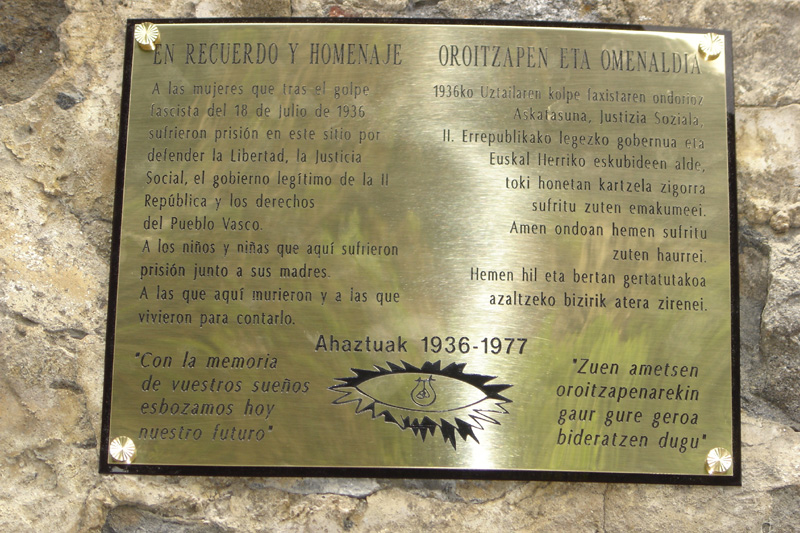 EN RECUERDO Y HOMENAJE
A las mujeres que tras el golpe
fascista del 18 de Julio de 1936
sufrieron prisión en este sitio por
defender la Libertad, la Justicia
Social, el gobierno legítimo de la II
República y los derechos
del Pueblo Vasco.
A los niños y niñas que aquí sufrieron
prisión junto a sus madres.
A las que aquí murieron y a las que
vivieron para contarlo.
OROITZAPEN ETA OMENALDIA
1936ko Uztailaren kolpe faxistaren ondorioz
Askatasuna, Justizia Soziala,
II. Errepublikako legezko gobernua eta
Euskal Herriko eskubideen alde,
toki honetan kartzela zigorra
sufritu zuten emakumeei.
Amen ondoan hemen sufritu
zuten haurrei.
Hemen hil eta bertan gertatutakoa
azaltzeko bizirik atera zirenei.
Ahaztuak 1936-1977
"Con la memoria
de vuestros sueños
esbozamos hoy
nuestro futuro"
"Zuen ametsen
oroitzapenarekin
gaur gure geroa
bideratzen dugu"